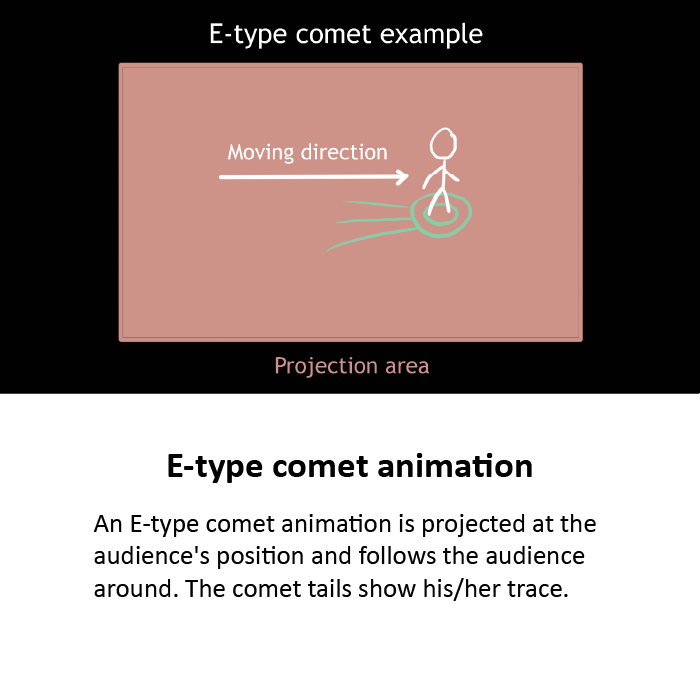 E-type comet example
Moving direction
Projection area
E-type comet animation
An E-type comet animation is projected at the
audience's position and follows the audience
around. The comet tails show his/her trace.